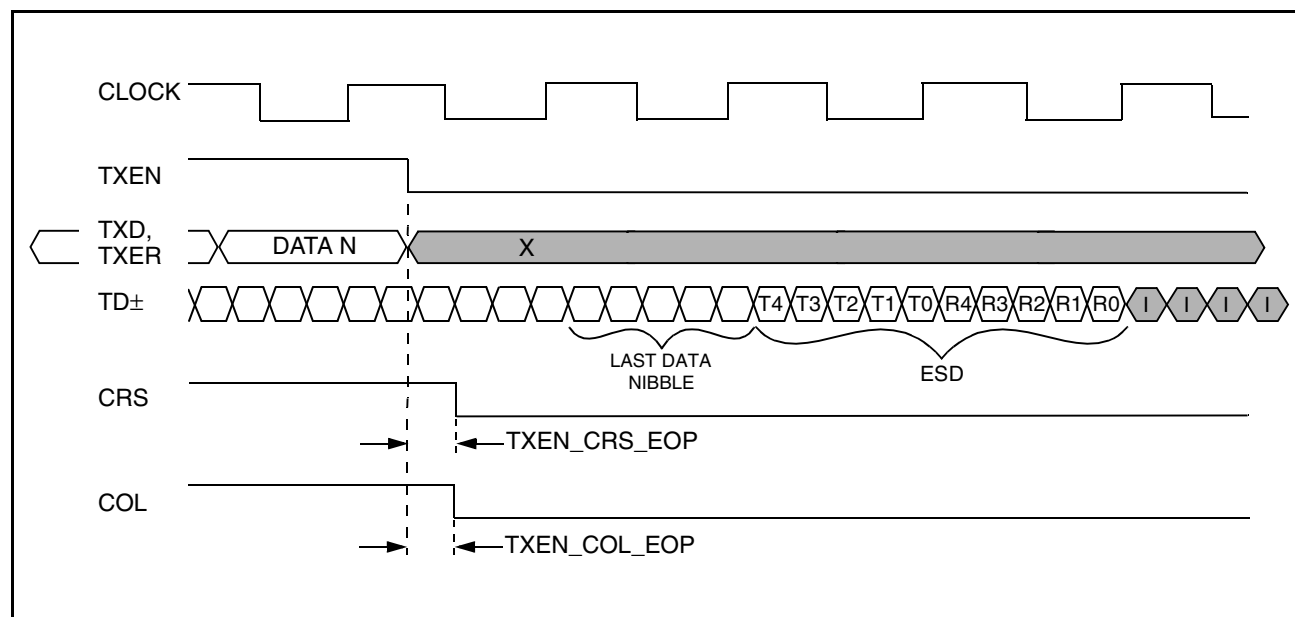 CLOCK
TXEN
TXD,
TXER
DATA N
X
TD±
T4 T3 T2 T1 T0 R4 R3 R2 R1 R0 I I I I
LAST DATA
NIBBLE
ESD
CRS
TXEN_CRS_EOP
COL
TXEN_COL_EOP